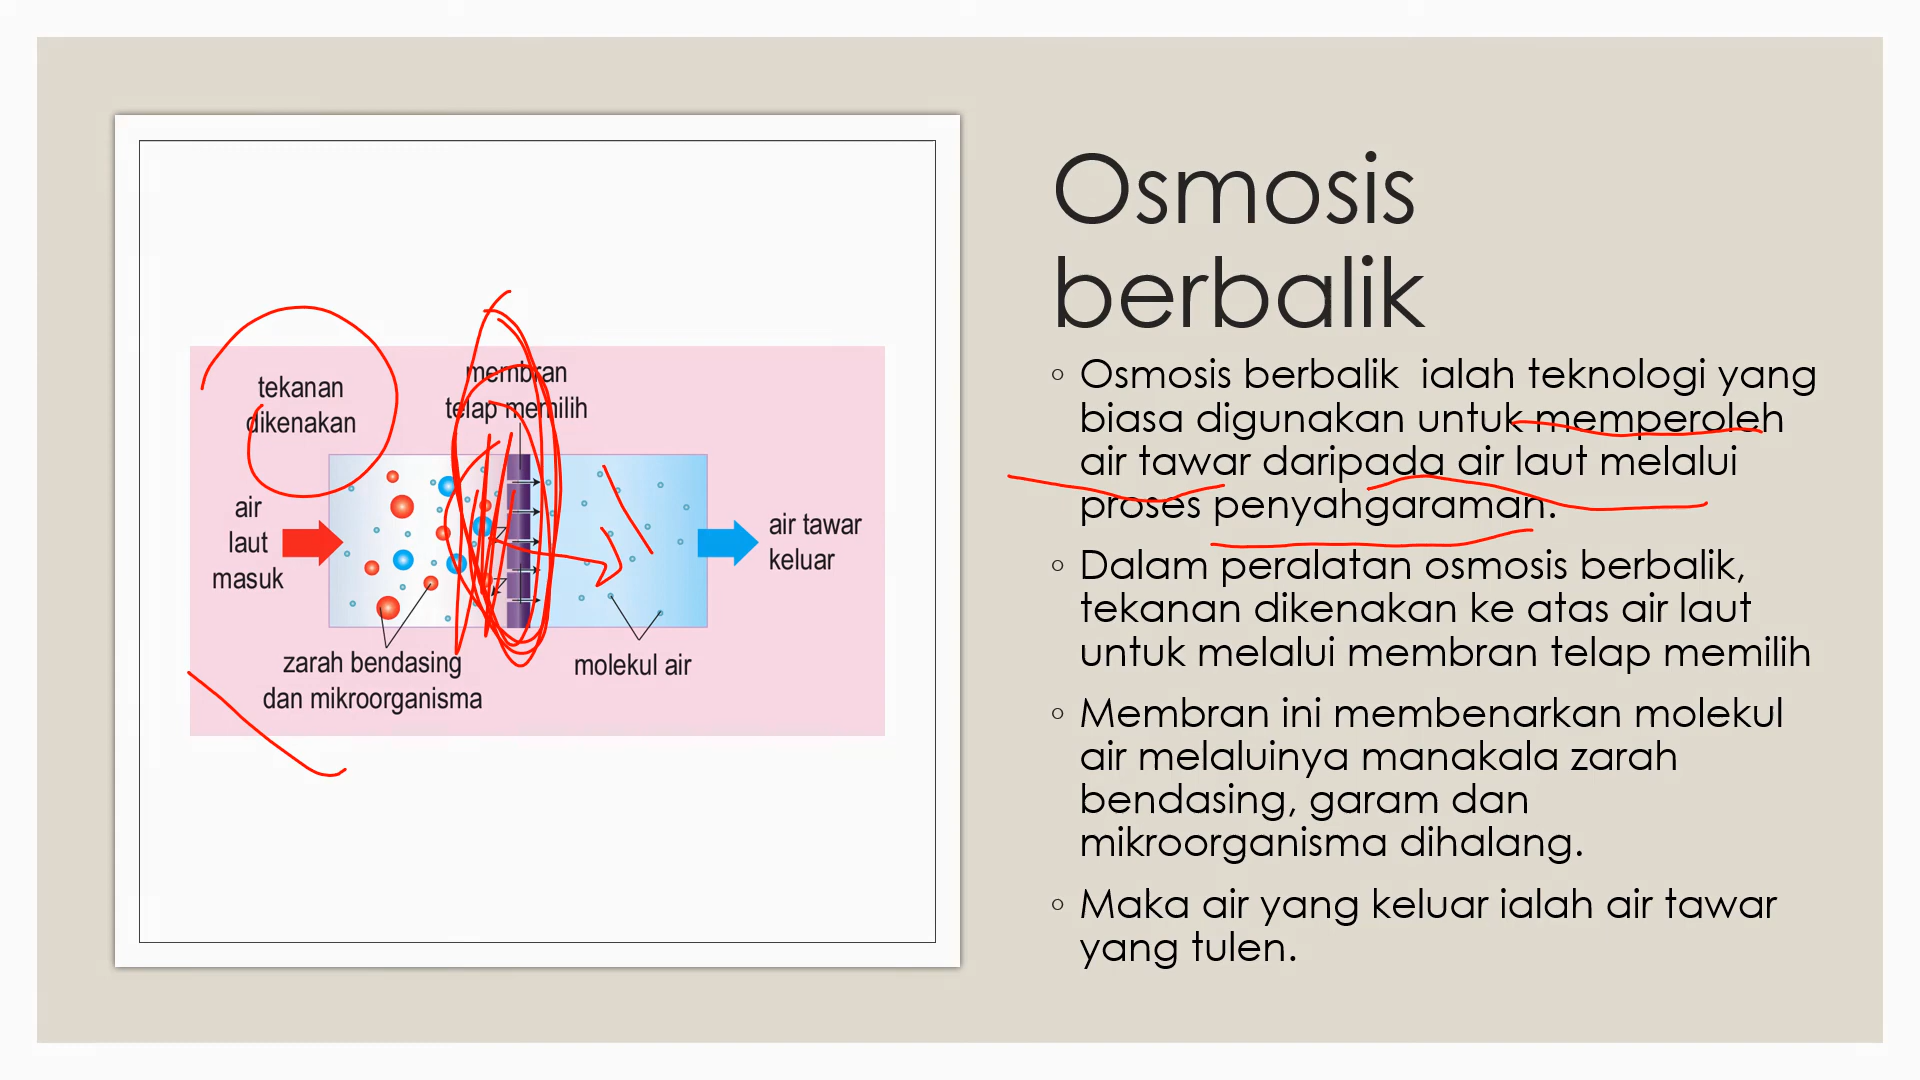 Osmosis
berbalik
tekanan
dikenakan
membran
telap memilih
air
laut
masuk
air tawar
keluar
zarah bendasing
dan mikroorganisma
molekul air
◦ Osmosis berbalik ialah teknologi yang
biasa digunakan untuk memperoleh
air tawar daripada air laut melalui
proses penyahgaraman.
◦ Dalam peralatan osmosis berbalik,
tekanan dikenakan ke atas air laut
untuk melalui membran telap memilih
◦ Membran ini membenarkan molekul
air melaluinya manakala zarah
bendasing, garam dan
mikroorganisma dihalang.
◦ Maka air yang keluar ialah air tawar
yang tulen.